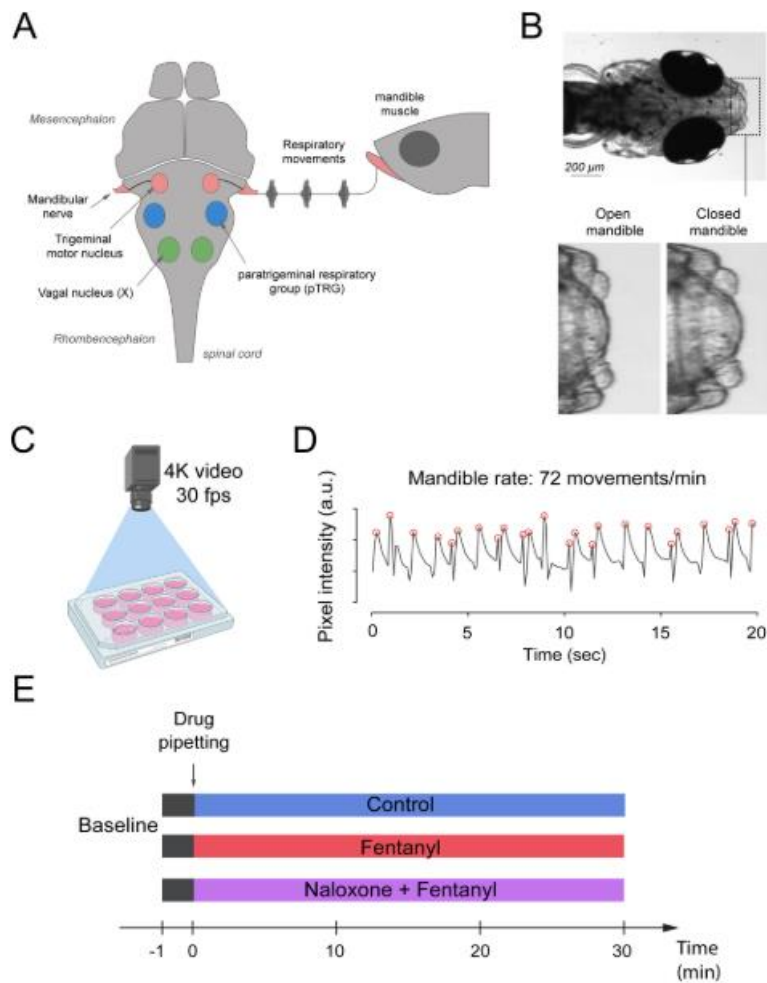 A
Mesencephalon
Mandibular
nerve
Trigeminal
motor nucleus
Vagal nucleus (X)
Rhombencephalon
spinal cord
Respiratory
movements
mandible
muscle
paratrigeminal respiratory
group (pTRG)
B
200 µm
Open
mandible
Closed
mandible
C
4K video
30 fps
D
Mandible rate: 72 movements/min
Pixel intensity (a.u.)
0 5 10 15 20
Time (sec)
E
Drug
pipetting
Baseline
Control
Fentanyl
Naloxone + Fentanyl
-1 0 10 20 30
Time
(min)